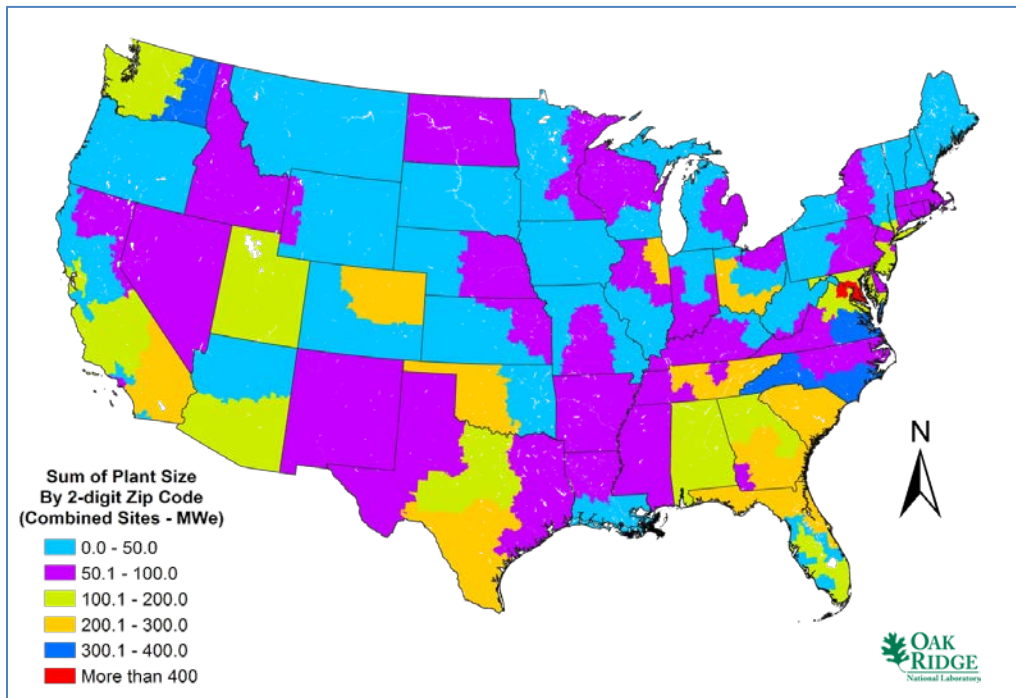 N
Sum of Plant Size
By 2-digit Zip Code
(Combined Sites - MWe)
0.0 - 50.0
50.1 - 100.0
100.1 - 200.0
200.1 - 300.0
300.1 - 400.0
More than 400
OAK
RIDGE
National Laboratory